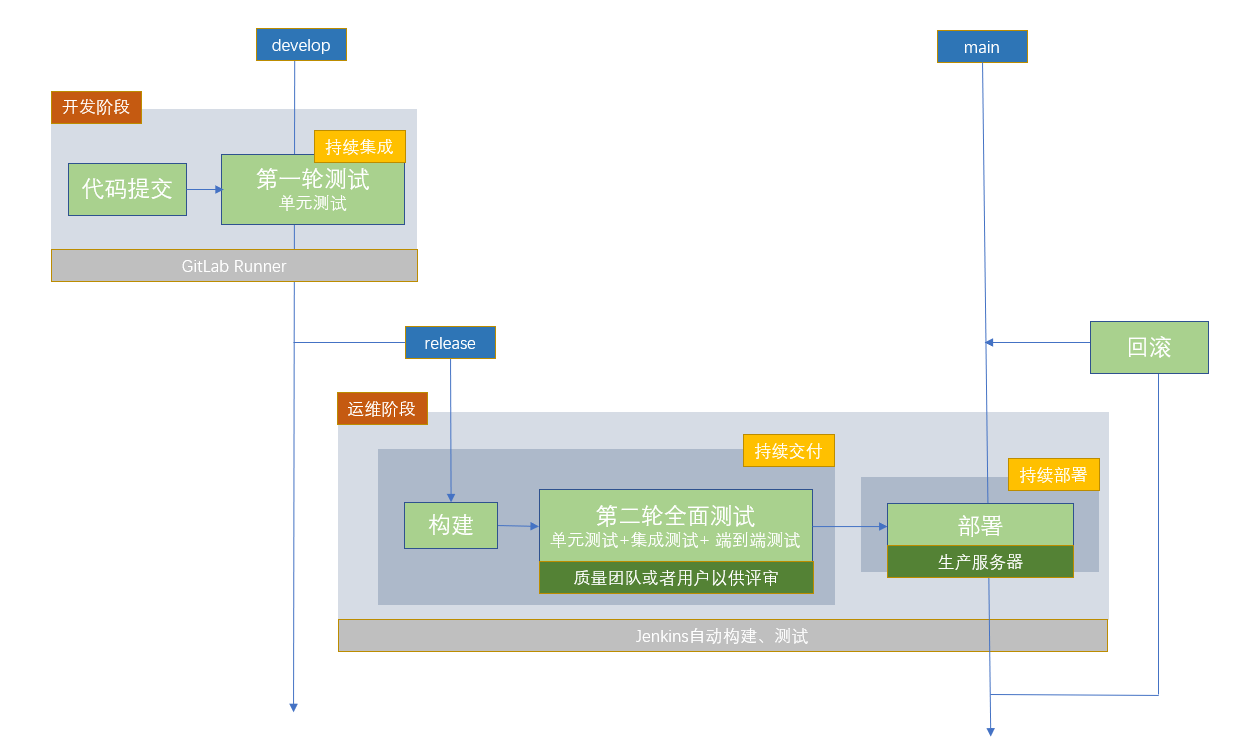 develop
main
开发阶段
持续集成
代码提交
第一轮测试
单元测试
GitLab Runner
release
回滚
运维阶段
持续交付
持续部署
构建
第二轮全面测试
单元测试+集成测试+ 端到端测试
质量团队或者用户以供评审
部署
生产服务器
Jenkins自动构建、测试